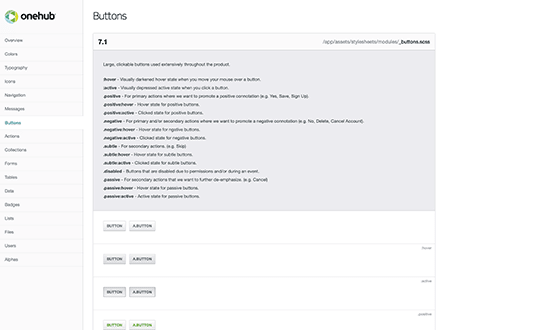 onehub
Buttons
Overview
Colors
Typography
Icons
Navigation
Messages
Buttons
Actions
Collections
Forms
Tables
Data
Badges
Lists
Files
Users
Alphas
7.1
/app/assets/stylesheets/modules/_buttons.scss
Large, clickable buttons used extensively throughout the product.
:hover - Visually darkened hover state when you move your mouse over a button.
:active - Visually depressed active state when you click a button.
.positive - For primary actions where we want to promote a positive connotation (e.g. Yes, Save, Sign Up).
.positive:hover - Hover state for positive buttons.
.positive:active - Clicked state for positive buttons.
.negative - For primary and/or secondary actions where we want to promote a negative connotation (e.g. No, Delete, Cancel Account).
.negative:hover - Hover state for ngative buttons.
.negative:active - Clicked state for negative buttons.
.subtle - For secondary actions. (e.g. Skip)
.subtle:hover - Hover state for subtle buttons.
.subtle:active - Clicked state for subtle buttons.
.disabled - Buttons that are disabled due to permissions and/or during an event.
.passive - For secondary actions that we want to further de-emphasize. (e.g. Cancel)
.passive:hover - Hover state for passive buttons.
.passive:active - Active state for passive buttons.
BUTTON A.BUTTON
:hover
BUTTON A.BUTTON
:active
BUTTON A.BUTTON
.positive
BUTTON A.BUTTON